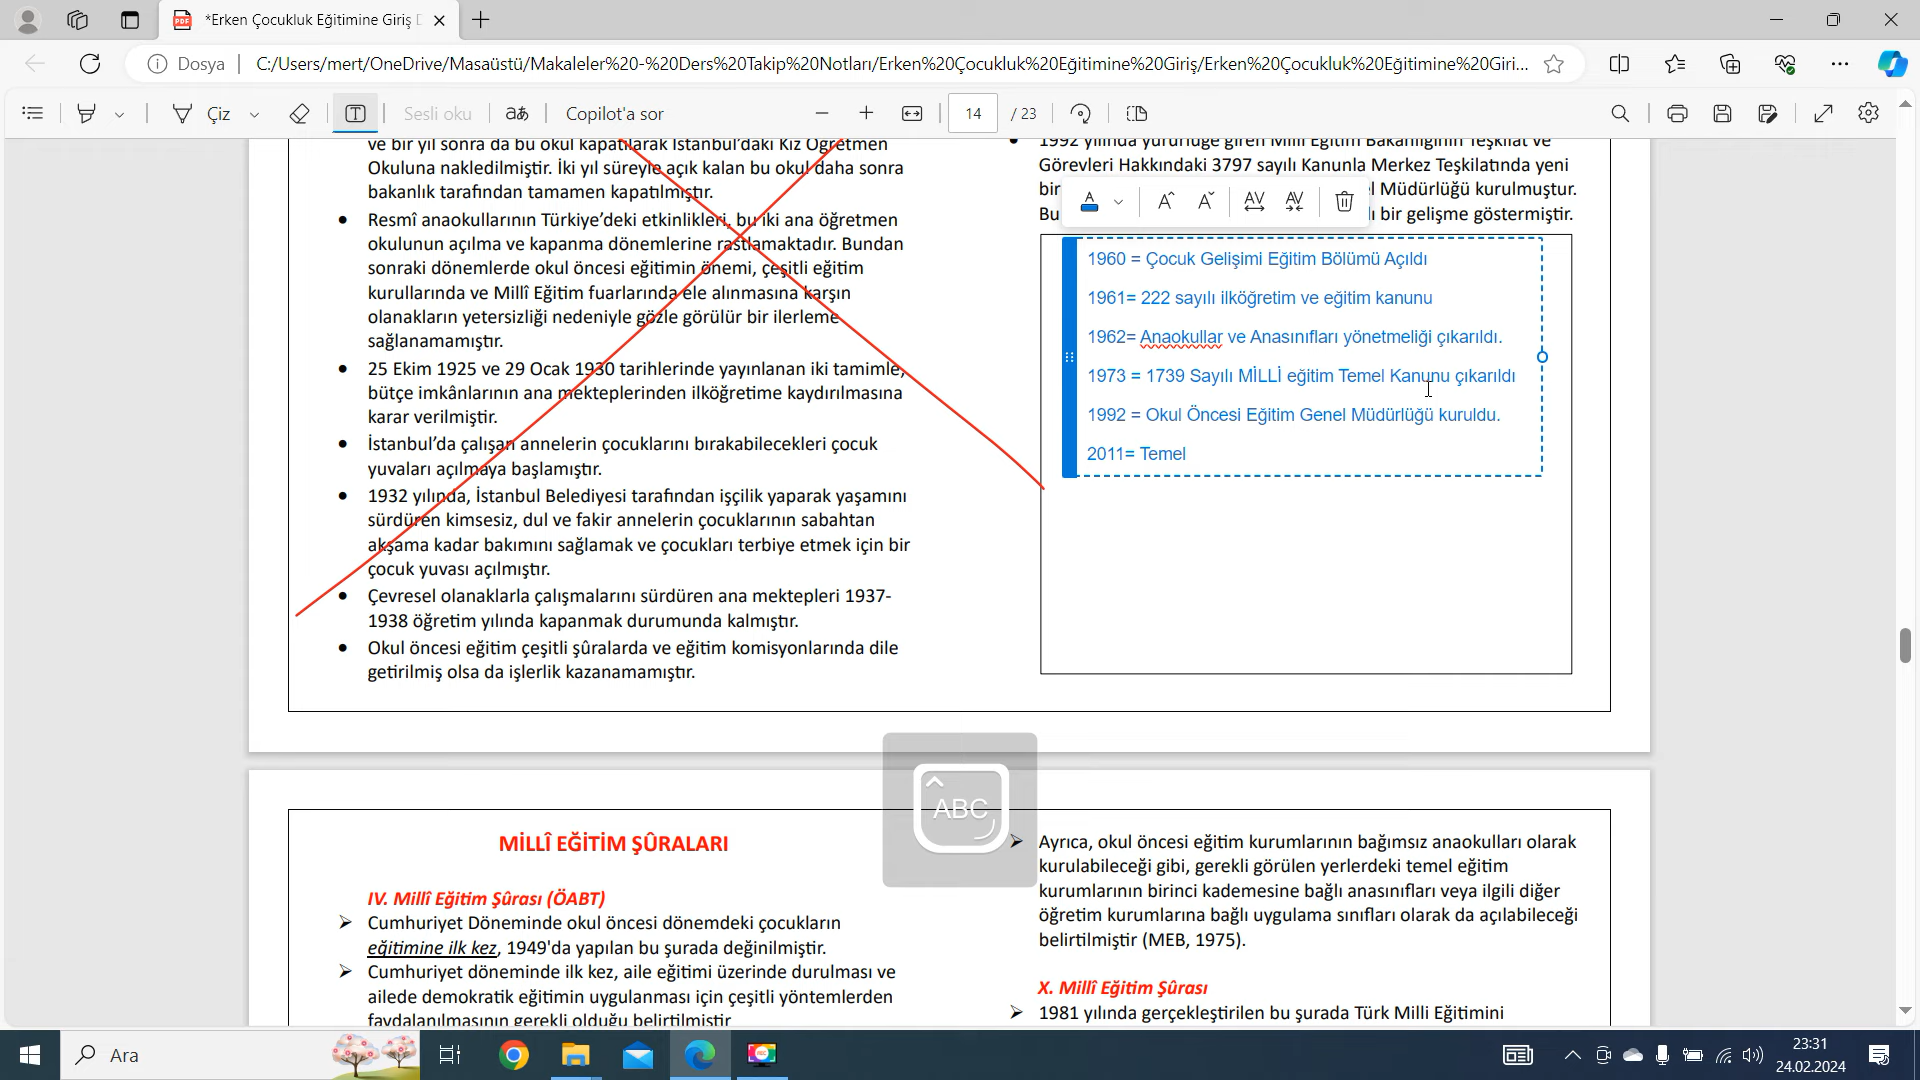 *Erken Çocukluk Eğitimine Giriş D
Dosya
C:/Users/mert/OneDrive/Masaüstü/Makaleler%20-%20Ders%20Takip%20Notları/Erken%20Çocukluk%20Eğitimine%20Giriş/Erken%20Çocukluk%20Eğitimine%20Giri...
Çiz
Sesli oku
aあ
Copilot'a sor
14
/ 23
ve bir yıl sonra da bu okul kapatılarak İstanbul'daki Kız Öğretmen
Okuluna nakledilmiştir. İki yıl süreyle açık kalan bu okul daha sonra
bakanlık tarafından tamamen kapatılmıştır.
Resmî anaokullarının Türkiye'deki etkinlikleri, bu iki ana öğretmen
okulunun açılma ve kapanma dönemlerine rastlamaktadır. Bundan
sonraki dönemlerde okul öncesi eğitimin önemi, çeşitli eğitim
kurullarında ve Millî Eğitim fuarlarında ele alınmasına karşın
olanakların yetersizliği nedeniyle gözle görülür bir ilerleme
sağlanamamıştır.
25 Ekim 1925 ve 29 Ocak 1930 tarihlerinde yayınlanan iki tamimle,
bütçe imkânlarının ana mekteplerinden ilköğretime kaydırılmasına
karar verilmiştir.
İstanbul'da çalışan annelerin çocuklarını bırakabilecekleri çocuk
yuvaları açılmaya başlamıştır.
1932 yılında, İstanbul Belediyesi tarafından işçilik yaparak yaşamını
sürdüren kimsesiz, dul ve fakir annelerin çocuklarının sabahtan
akşama kadar bakımını sağlamak ve çocukları terbiye etmek için bir
çocuk yuvası açılmıştır.
Çevresel olanaklarla çalışmalarını sürdüren ana mektepleri 1937-
1938 öğretim yılında kapanmak durumunda kalmıştır.
Okul öncesi eğitim çeşitli şûralarda ve eğitim komisyonlarında dile
getirilmiş olsa da işlerlik kazanamamıştır.
1992 yılında yürürlüğe giren Millî Eğitim Bakanlığının Teşkilat ve
Görevleri Hakkındaki 3797 sayılı Kanunla Merkez Teşkilatında yeni
bir Müdürlüğü kurulmuştur.
Bu bir gelişme göstermiştir.
1960 = Çocuk Gelişimi Eğitim Bölümü Açıldı
1961= 222 sayılı ilköğretim ve eğitim kanunu
1962= Anaokullar ve Anasınıfları yönetmeliği çıkarıldı.
1973 = 1739 Sayılı MİLLİ eğitim Temel Kanunu çıkarıldı
1992 = Okul Öncesi Eğitim Genel Müdürlüğü kuruldu.
2011= Temel
ABC
MİLLÎ EĞİTİM ŞÛRALARI
IV. Millî Eğitim Şûrası (ÖABT)
Cumhuriyet Döneminde okul öncesi dönemdeki çocukların
eğitimine ilk kez, 1949'da yapılan bu şurada değinilmiştir.
Cumhuriyet döneminde ilk kez, aile eğitimi üzerinde durulması ve
ailede demokratik eğitimin uygulanması için çeşitli yöntemlerden
faydalanılmasının gerekli olduğu belirtilmiştir
Ayrıca, okul öncesi eğitim kurumlarının bağımsız anaokulları olarak
kurulabileceği gibi, gerekli görülen yerlerdeki temel eğitim
kurumlarının birinci kademesine bağlı anasınıfları veya ilgili diğer
öğretim kurumlarına bağlı uygulama sınıfları olarak da açılabileceği
belirtilmiştir (MEB, 1975).
X. Millî Eğitim Şûrası
1981 yılında gerçekleştirilen bu şurada Türk Milli Eğitimini
Ara
23:31
24.02.2024